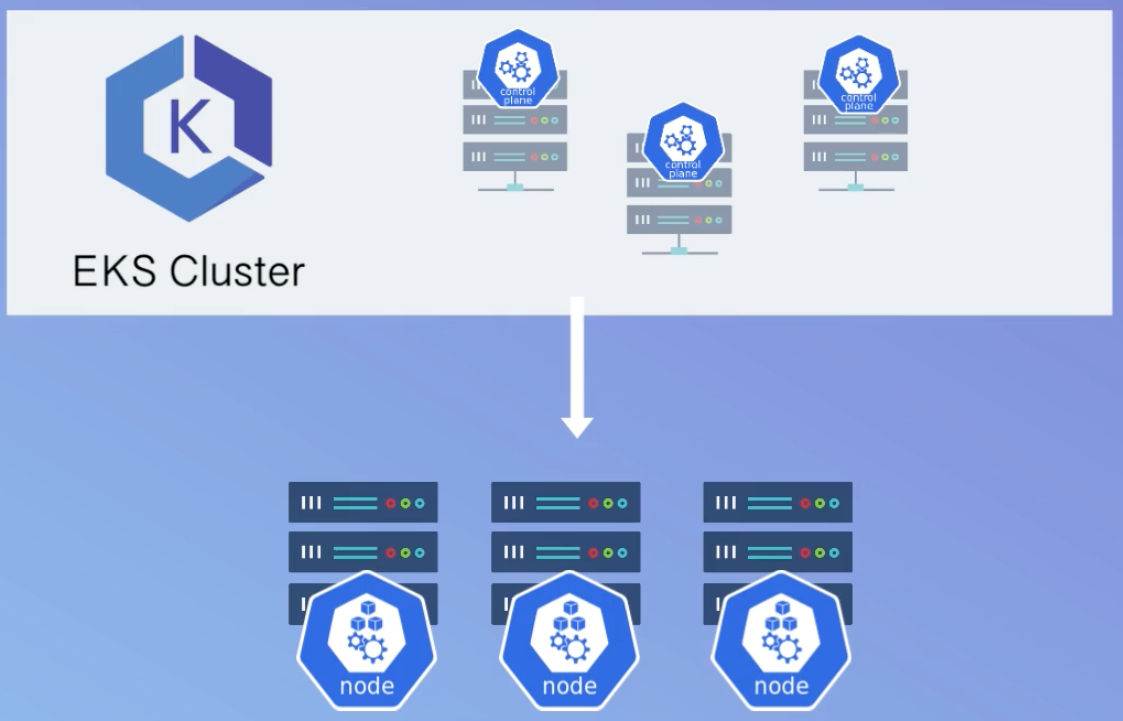 K
EKS Cluster
control
plane
control
plane
control
plane
node
node
node